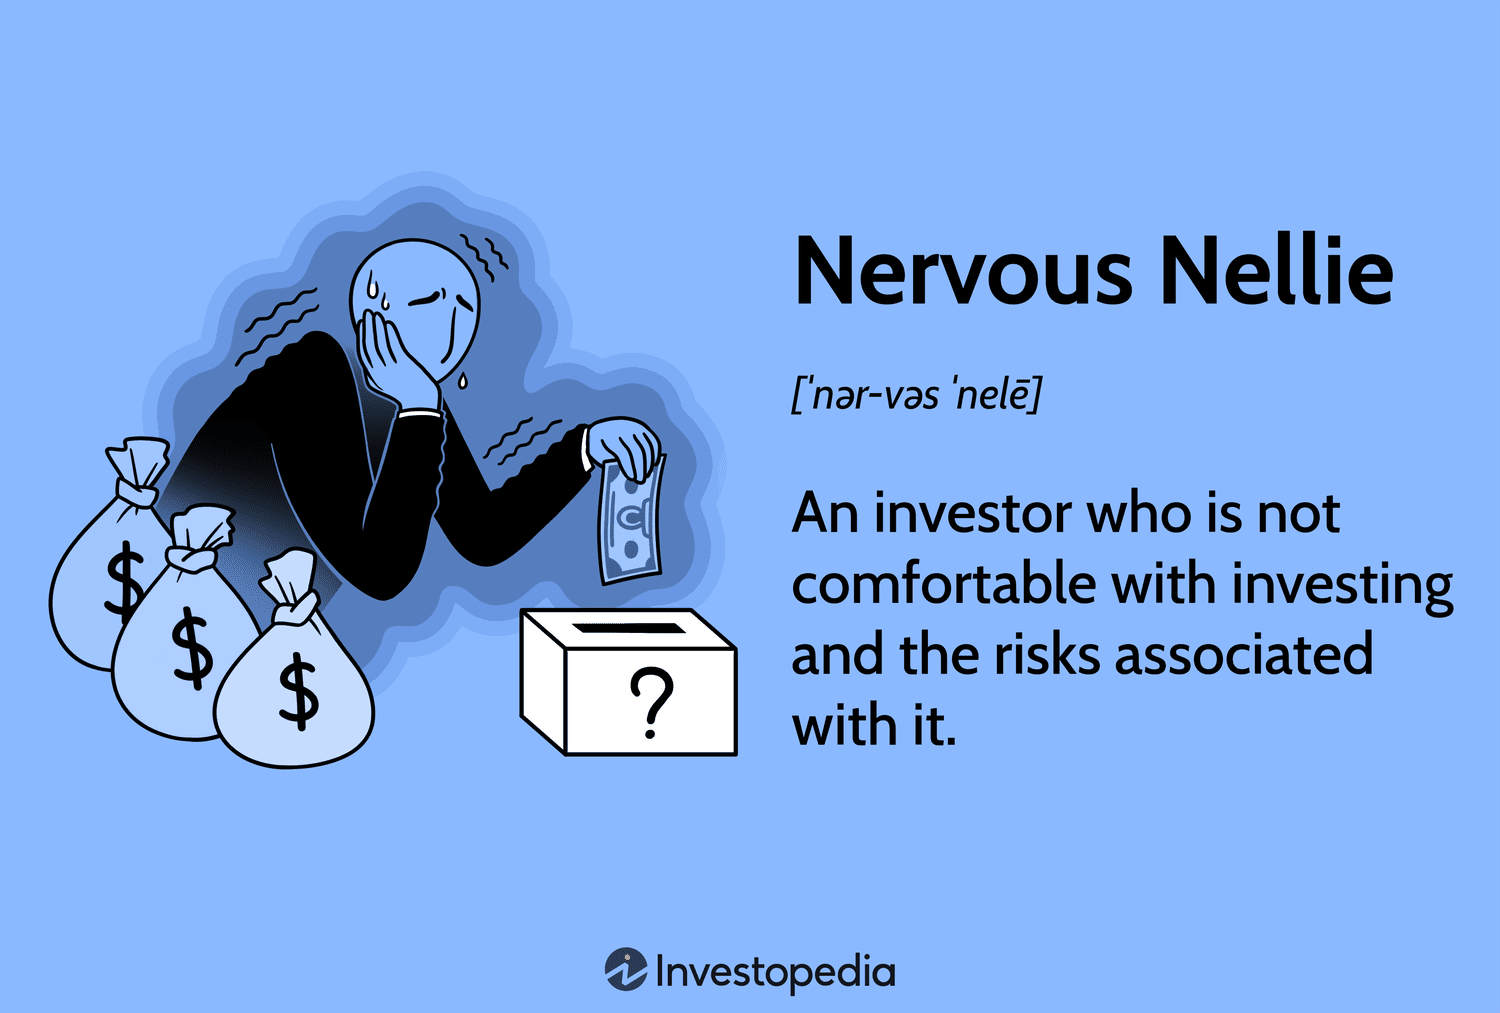 Nervous Nellie
[ˈnər-vəs ˈnelē]
An investor who is not
comfortable with investing
and the risks associated
with it.
$
$
$
?
Investopedia